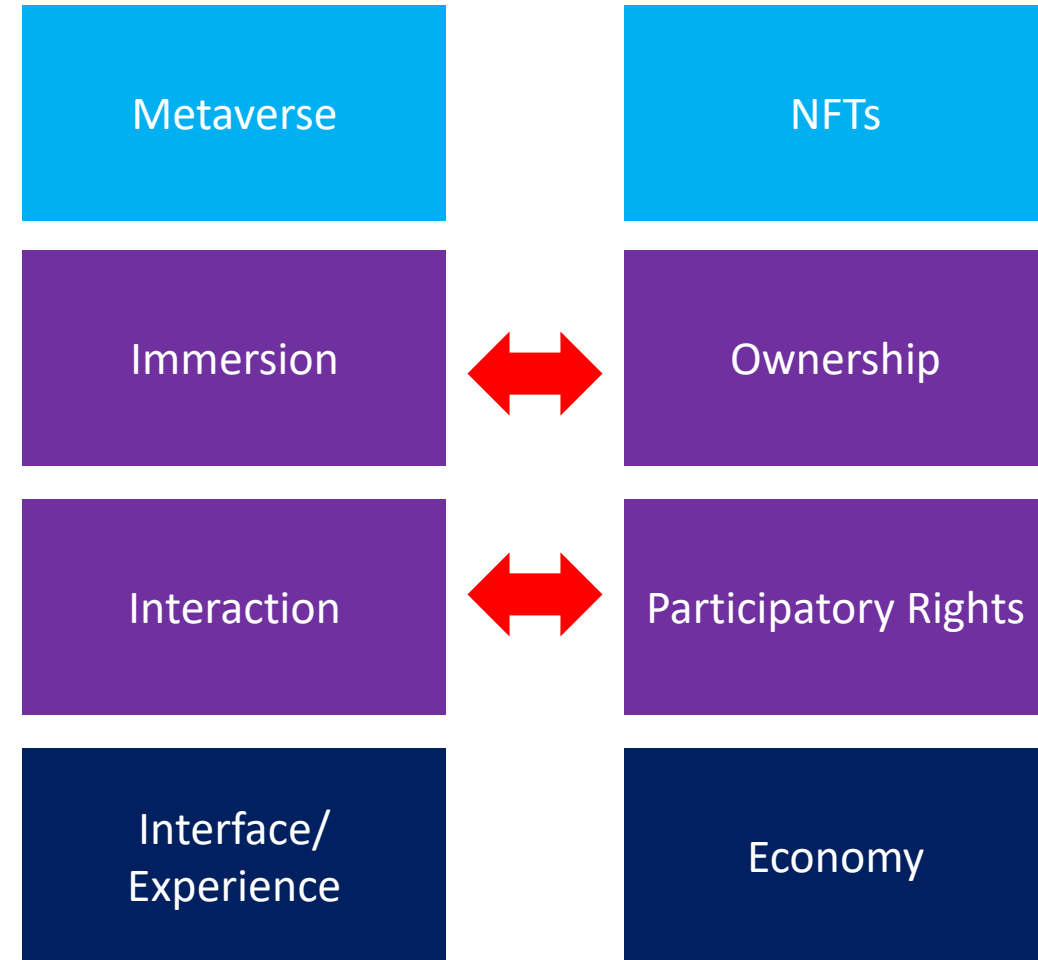 Metaverse
NFTs
Immersion
Ownership
Interaction
Participatory Rights
Interface/
Experience
Economy